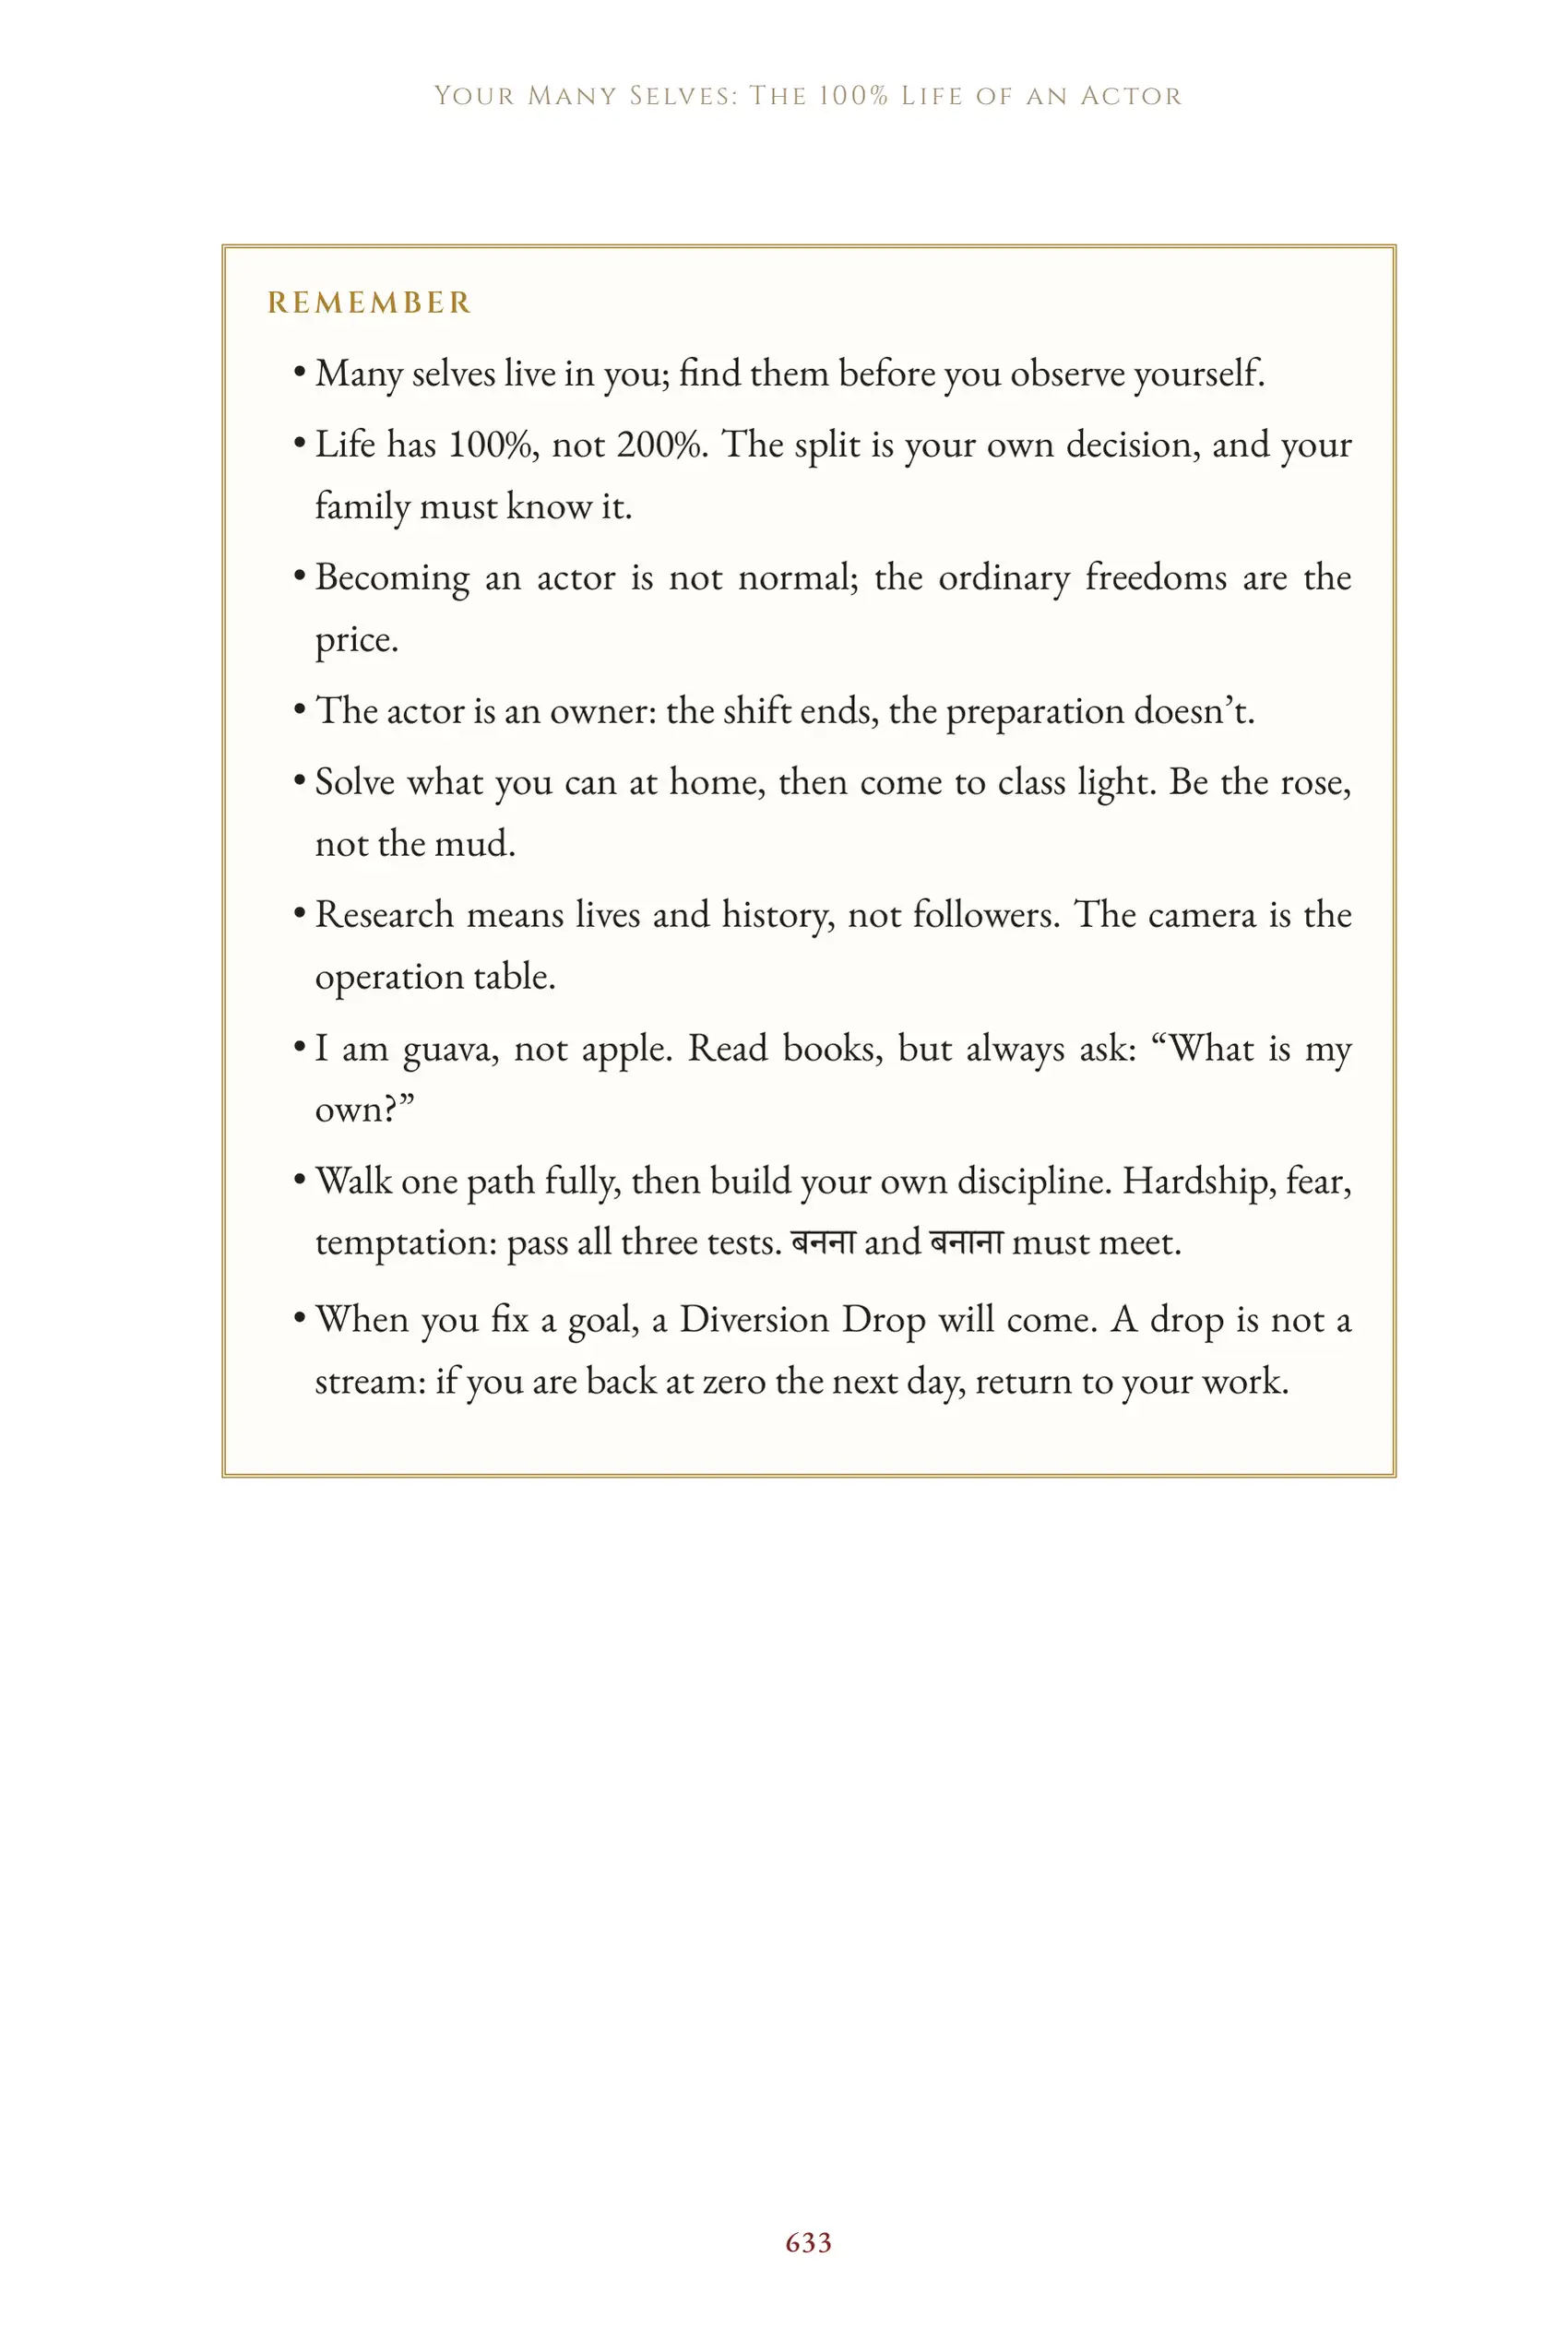 Your Many Selves: The 100% Life of an Actor
REMEMBER
• Many selves live in you; find them before you observe yourself.
• Life has 100%, not 200%. The split is your own decision, and your
family must know it.
• Becoming an actor is not normal; the ordinary freedoms are the
price.
• The actor is an owner: the shift ends, the preparation doesn’t.
• Solve what you can at home, then come to class light. Be the rose,
not the mud.
• Research means lives and history, not followers. The camera is the
operation table.
• I am guava, not apple. Read books, but always ask: “What is my
own?”
• Walk one path fully, then build your own discipline. Hardship, fear,
temptation: pass all three tests. बनना and बनाना must meet.
• When you fix a goal, a Diversion Drop will come. A drop is not a
stream: if you are back at zero the next day, return to your work.
633